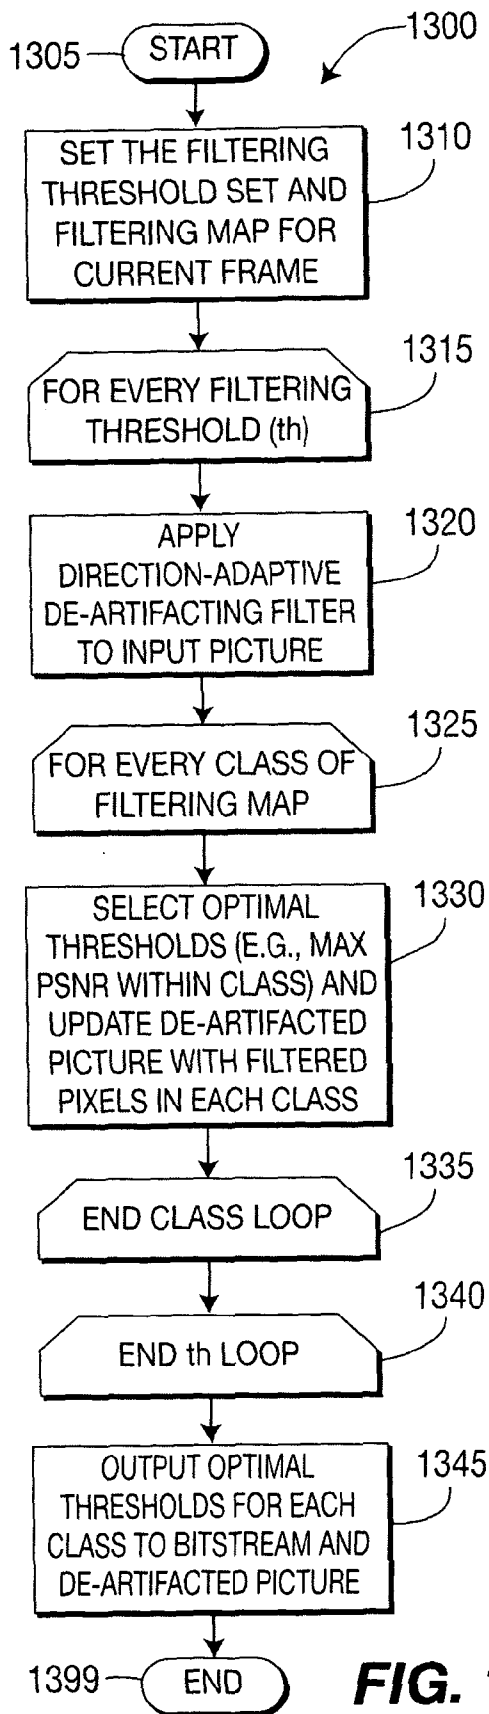 1300
1305
START
1310
SET THE FILTERING
THRESHOLD SET AND
FILTERING MAP FOR
CURRENT FRAME
1315
FOR EVERY FILTERING
THRESHOLD (th)
1320
APPLY
DIRECTION-ADAPTIVE
DE-ARTIFACTING FILTER
TO INPUT PICTURE
1325
FOR EVERY CLASS OF
FILTERING MAP
1330
SELECT OPTIMAL
THRESHOLDS (E.G., MAX
PSNR WITHIN CLASS) AND
UPDATE DE-ARTIFACTED
PICTURE WITH FILTERED
PIXELS IN EACH CLASS
1335
END CLASS LOOP
1340
END th LOOP
1345
OUTPUT OPTIMAL
THRESHOLDS FOR EACH
CLASS TO BITSTREAM AND
DE-ARTIFACTED PICTURE
1399
END
FIG.